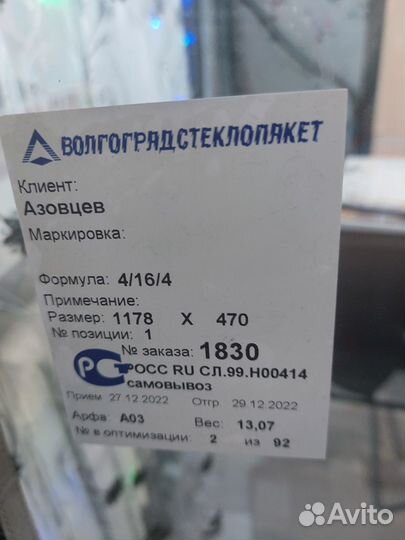 ВОЛГОГРАДСТЕКЛОПАКЕТ
Клиент:
Азовцев
Маркировка:
Формула: 4/16/4
Примечание:
Размер: 1178 X 470
№ позиции: 1
№ заказа: 1830
РОСС RU СЛ.99.Н00414
самовывоз
Прием 27.12.2022 Отгр. 29.12.2022
Арфа: А03 Вес: 13,07
№ в оптимизации: 2 из 92
Avito